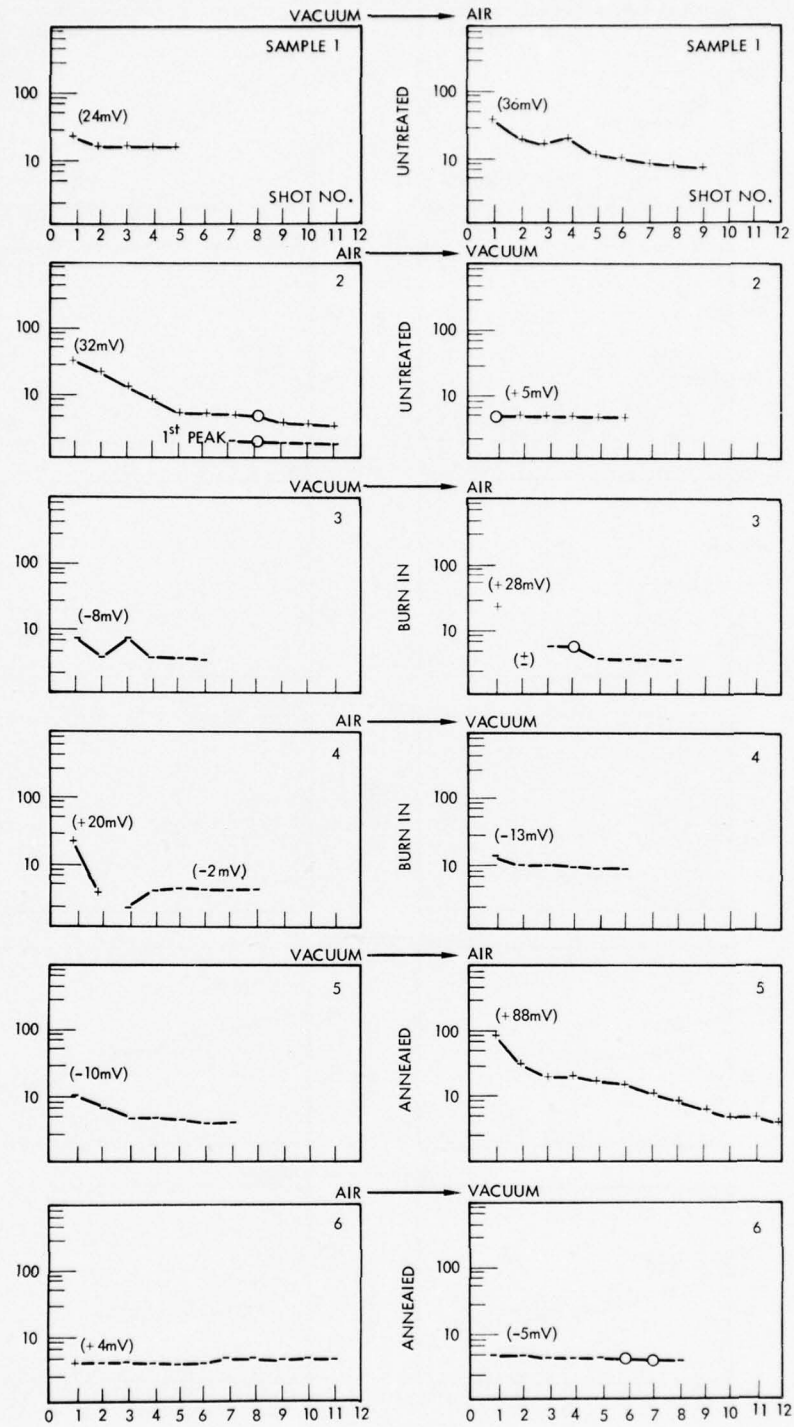 VACUUM AIR
SAMPLE 1 SAMPLE 1
100 (24mV) 10 SHOT NO.
UNTREATED
100 (36mV) 10 SHOT NO.
0 1 2 3 4 5 6 7 8 9 10 11 12 0 1 2 3 4 5 6 7 8 9 10 11 12
AIR VACUUM
2 2
100 (32mV) 10 1st PEAK
UNTREATED
100 (+5mV) 10
VACUUM AIR
3 3
100 (-8mV) 10
BURN IN
100 (+28mV) 10 (±)
AIR VACUUM
4 4
100 (+20mV) 10 (-2mV)
BURN IN
100 (-13mV) 10
VACUUM AIR
5 5
100 (-10mV) 10
ANNEAlED
100 (+88mV) 10
AIR VACUUM
6 6
100 (+4mV) 10
ANNEAlED
100 (-5mV) 10
0 1 2 3 4 5 6 7 8 9 10 11 12 0 1 2 3 4 5 6 7 8 9 10 11 12